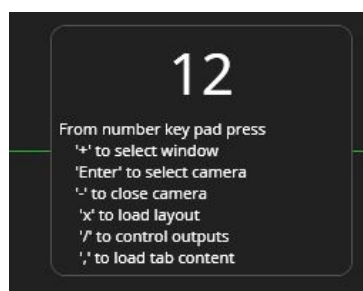 12
From number key pad press
'+' to select window
'Enter' to select camera
'-' to close camera
'x' to load layout
'/' to control outputs
',' to load tab content